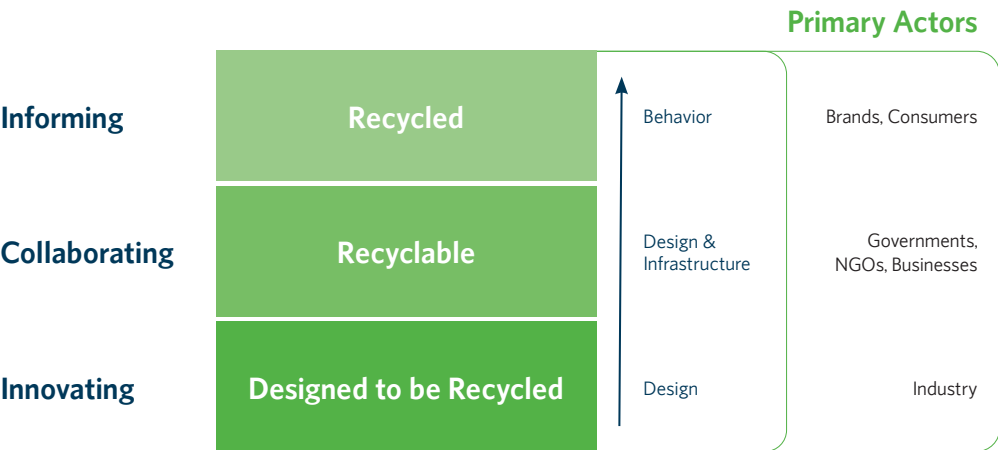 Primary Actors
Informing
Recycled
Behavior
Brands, Consumers
Collaborating
Recyclable
Design &
Infrastructure
Governments,
NGOs, Businesses
Innovating
Designed to be Recycled
Design
Industry